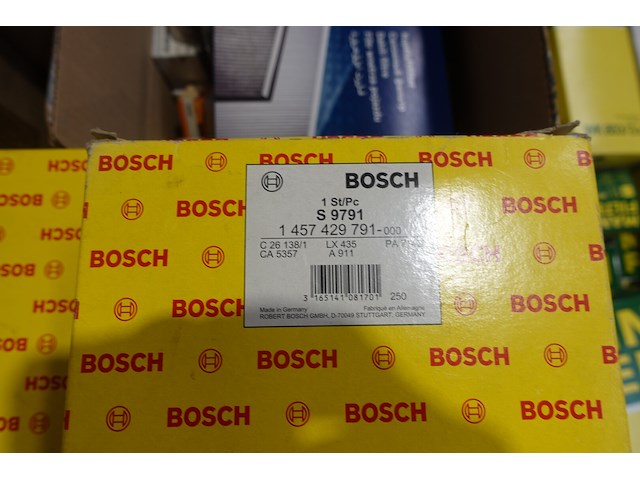 BOSCH
BOSCH
BOSCH
BOSCH
BOSCH
1 St/Pc
S 9791
1 457 429 791-000
C 26 138/1 LX 435
CA 5357 A 911
3 165141 081701 250
Made in Germany Fabriqué en Allemagne
ROBERT BOSCH GMBH, D-70049 STUTTGART, GERMANY
BOSCH
BOSCH
BOSCH
BOSCH
BOSCH
BOSCH
BOSCH
BOSCH
BOSCH
BOSCH
BOSCH
BOSCH